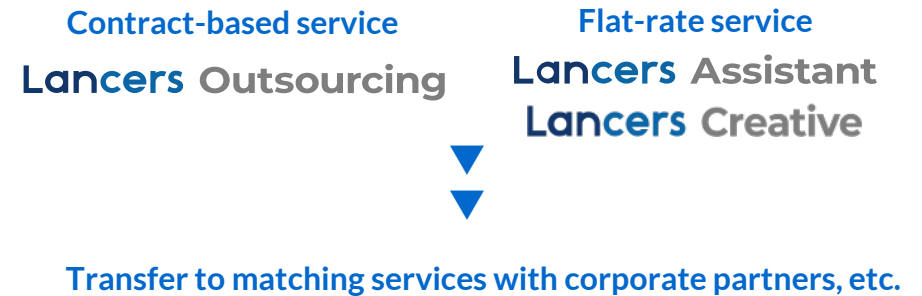 Contract-based service
Lancers Outsourcing
Flat-rate service
Lancers Assistant
Lancers Creative
Transfer to matching services with corporate partners, etc.